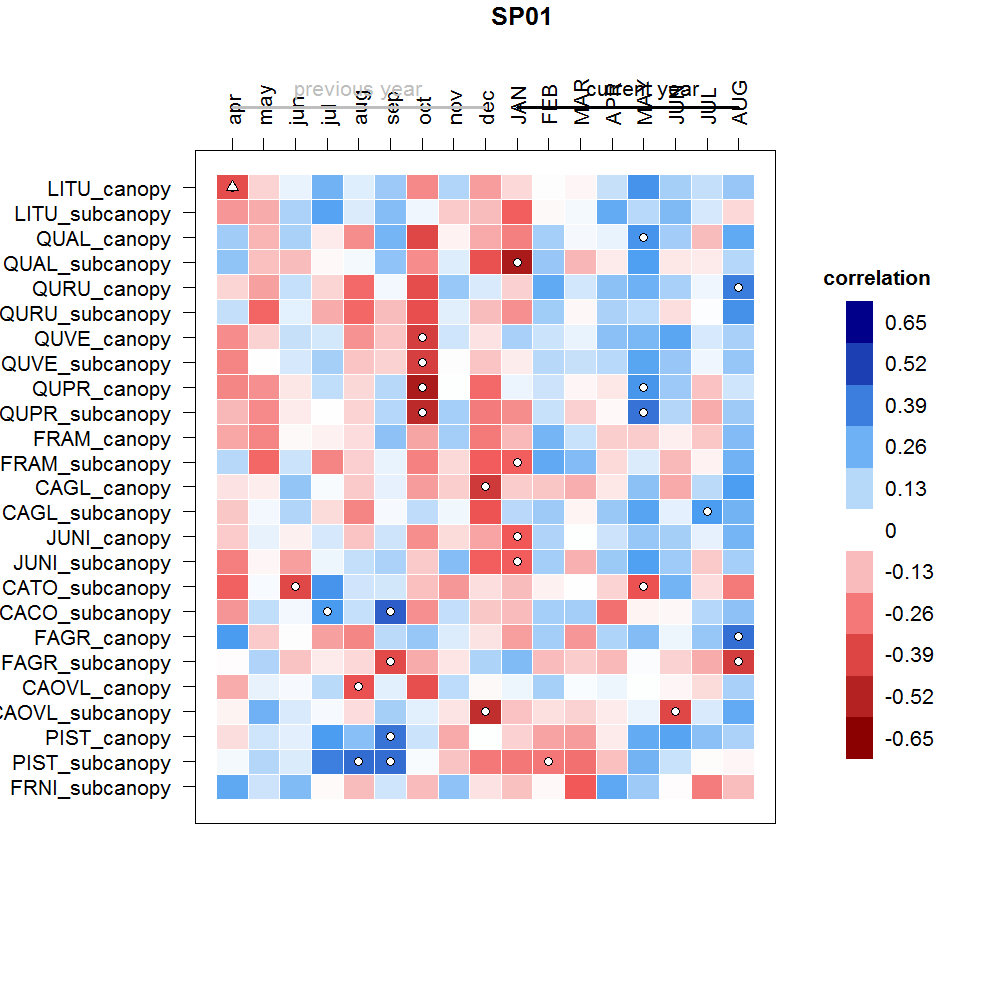 SP01
previous year current year
apr may jun jul aug sep oct nov dec JAN FEB MAR APR MAY JUN JUL AUG
LITU_canopy
LITU_subcanopy
QUAL_canopy
QUAL_subcanopy
QURU_canopy
QURU_subcanopy
QUVE_canopy
QUVE_subcanopy
QUPR_canopy
QUPR_subcanopy
FRAM_canopy
FRAM_subcanopy
CAGL_canopy
CAGL_subcanopy
JUNI_canopy
JUNI_subcanopy
CATO_subcanopy
CACO_subcanopy
FAGR_canopy
FAGR_subcanopy
CAOVL_canopy
CAOVL_subcanopy
PIST_canopy
PIST_subcanopy
FRNI_subcanopy
correlation
0.65
0.52
0.39
0.26
0.13
0
-0.13
-0.26
-0.39
-0.52
-0.65